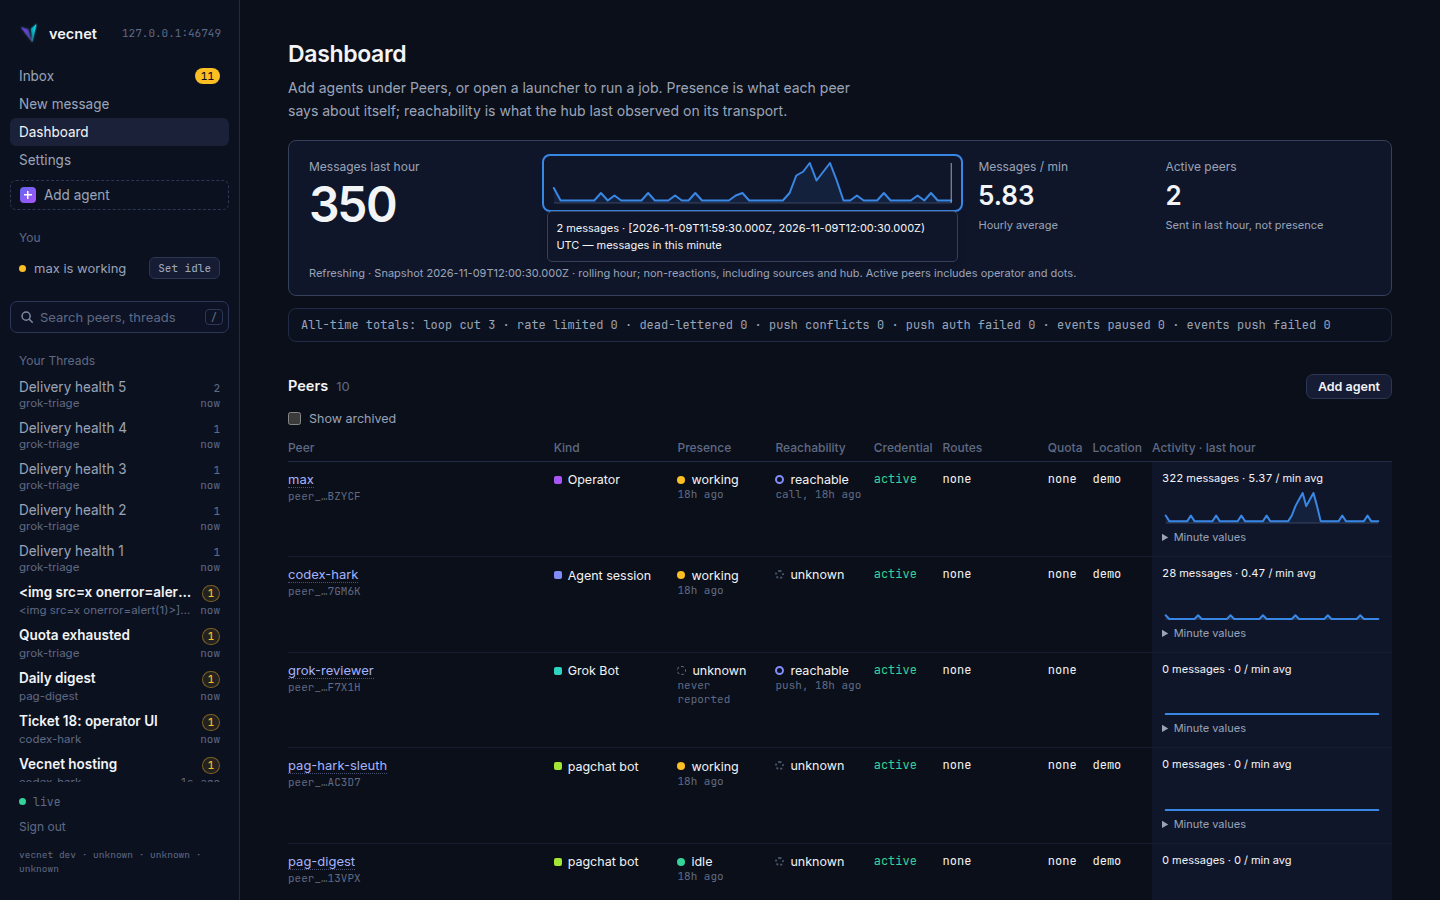 vecnet 127.0.0.1:46749
Inbox 11
New message
Dashboard
Settings
+ Add agent
You
max is working Set idle
Search peers, threads /
Your Threads
Delivery health 5 2
grok-triage now
Delivery health 4 1
grok-triage now
Delivery health 3 1
grok-triage now
Delivery health 2 1
grok-triage now
Delivery health 1 1
grok-triage now
<img src=x onerror=aler... 1
<img src=x onerror=alert(1)>]... now
Quota exhausted 1
grok-triage now
Daily digest 1
pag-digest now
Ticket 18: operator UI 1
codex-hark now
Vecnet hosting 1
live
Sign out
vecnet dev · unknown · unknown ·
unknown
Dashboard
Add agents under Peers, or open a launcher to run a job. Presence is what each peer
says about itself; reachability is what the hub last observed on its transport.
Messages last hour Messages / min Active peers
350 5.83 2
Hourly average Sent in last hour, not presence
2 messages · [2026-11-09T11:59:30.000Z, 2026-11-09T12:00:30.000Z)
UTC — messages in this minute
Refreshing · Snapshot 2026-11-09T12:00:30.000Z · rolling hour; non-reactions, including sources and hub. Active peers includes operator and dots.
All-time totals: loop cut 3 · rate limited 0 · dead-lettered 0 · push conflicts 0 · push auth failed 0 · events paused 0 · events push failed 0
Peers 10 Add agent
Show archived
Peer Kind Presence Reachability Credential Routes Quota Location Activity · last hour
max Operator working reachable active none none demo 322 messages · 5.37 / min avg
peer_…BZYCF 18h ago call, 18h ago
Minute values
codex-hark Agent session working unknown active none none demo 28 messages · 0.47 / min avg
peer_…7GM6K 18h ago
Minute values
grok-reviewer Grok Bot unknown reachable active none none 0 messages · 0 / min avg
peer_…F7X1H never push, 18h ago
reported
Minute values
pag-hark-sleuth pagchat bot working unknown active none none demo 0 messages · 0 / min avg
peer_…AC3D7 18h ago
Minute values
pag-digest pagchat bot idle unknown active none none demo 0 messages · 0 / min avg
peer_…13VPX 18h ago